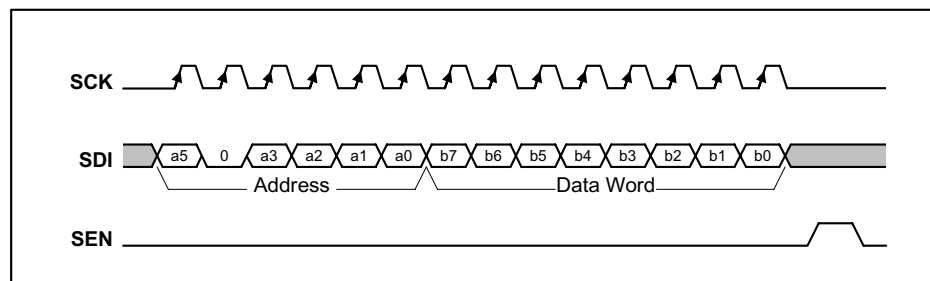 SCK
SDI a5 0 a3 a2 a1 a0 b7 b6 b5 b4 b3 b2 b1 b0
Address Data Word
SEN